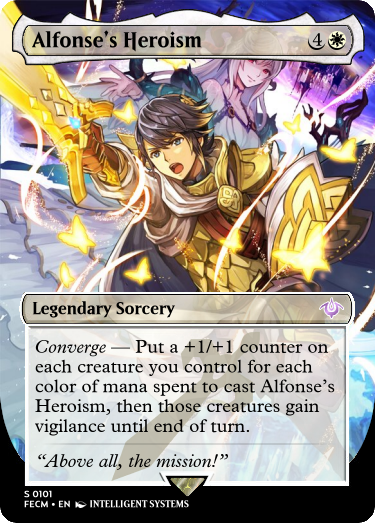 Alfonse's Heroism 4
Legendary Sorcery
Converge — Put a +1/+1 counter on
each creature you control for each
color of mana spent to cast Alfonse's
Heroism, then those creatures gain
vigilance until end of turn.
“Above all, the mission!”
S 0101
FECM • EN INTELLIGENT SYSTEMS